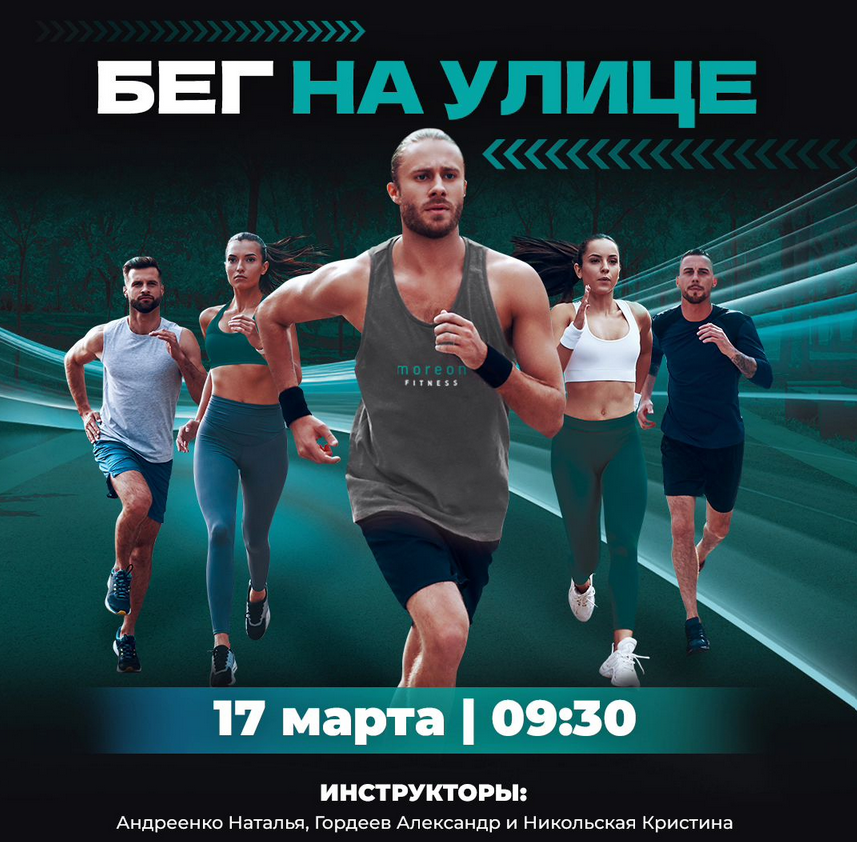 БЕГ НА УЛИЦЕ
moreon
FITNESS
17 марта | 09:30
ИНСТРУКТОРЫ:
Андреенко Наталья, Гордеев Александр и Никольская Кристина